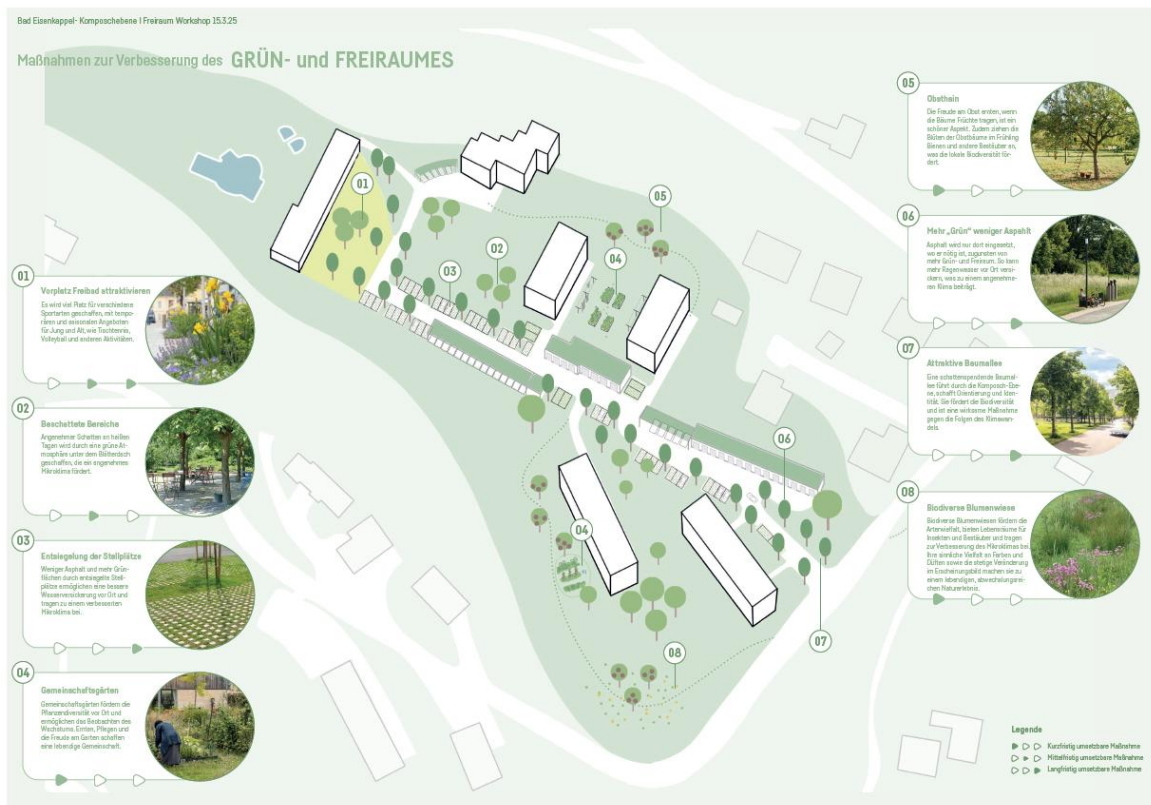 Bad Eisenkappel- Komposchebene I Freiraum Workshop 15.3.25
Maßnahmen zur Verbesserung des GRÜN- und FREIRAUMES
01
Vorplatz Freibad attraktivieren
Es wird viel Platz für verschiedene
Sportarten geschaffen, mit tempo-
rären und saisonalen Angeboten
für Jung und Alt, wie Tischtennis,
Volleyball und anderen Aktivitäten.
02
Beschattete Bereiche
Angenehmer Schatten an heißen
Tagen wird durch eine grüne At-
mosphäre unter dem Blätterdach
geschaffen, die ein angenehmes
Mikroklima fördert.
03
Entsiegelung der Stellplätze
Weniger Asphalt und mehr Grün-
flächen durch entsiegelte Stell-
plätze ermöglichen eine bessere
Wasserversickerung vor Ort und
tragen zu einem verbesserten
Mikroklima bei.
04
Gemeinschaftsgärten
Gemeinschaftsgärten fördern die
Pflanzendiversität vor Ort und
ermöglichen das Beobachten des
Wachstums. Ernten, Pflegen und
die Freude am Garten schaffen
eine lebendige Gemeinschaft.
01
02
03
04
05
06
04
07
08
05
Obsthain
Die Freude am Obst ernten, wenn
die Bäume Früchte tragen, ist ein
schöner Aspekt. Zudem ziehen die
Blüten der Obstbäume im Frühling
Bienen und andere Bestäuber an,
was die lokale Biodiversität för-
dert.
06
Mehr „Grün“ weniger Aspahlt
Asphalt wird nur dort eingesetzt,
wo er nötig ist, zugunsten von
mehr Grün- und Freiraum. So kann
mehr Regenwasser vor Ort versi-
ckern, was zu einem angenehme-
ren Klima beiträgt.
07
Attraktive Baumallee
Eine schattenspendende Baumal-
lee führt durch die Komposch-Ebe-
ne, schafft Orientierung und Iden-
tität. Sie fördert die Biodiversität
und ist eine wirksame Maßnahme
gegen die Folgen des Klimawan-
dels.
08
Biodiverse Blumenwiese
Biodiverse Blumenwiesen fördern die
Artenvielfalt, bieten Lebensräume für
Insekten und Bestäuber und tragen
zur Verbesserung des Mikroklimas bei.
Ihre sinnliche Vielfalt an Farben und
Düften sowie die stetige Veränderung
im Erscheinungsbild machen sie zu
einem lebendigen, abwechslungsrei-
chen Naturerlebnis.
Legende
Kurzfristig umsetzbare Maßnahme
Mittelfristig umsetzbare Maßnahme
Langfristig umsetzbare Maßnahme